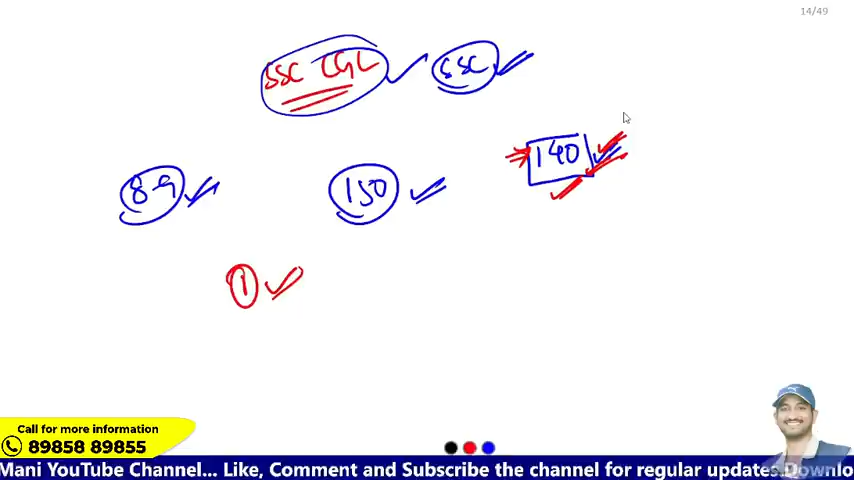 14/49
SSC CGL SSC
89 150 140
1
Call for more information
89858 89855
Mani YouTube Channel... Like, Comment and Subscribe the channel for regular updates.Downlo